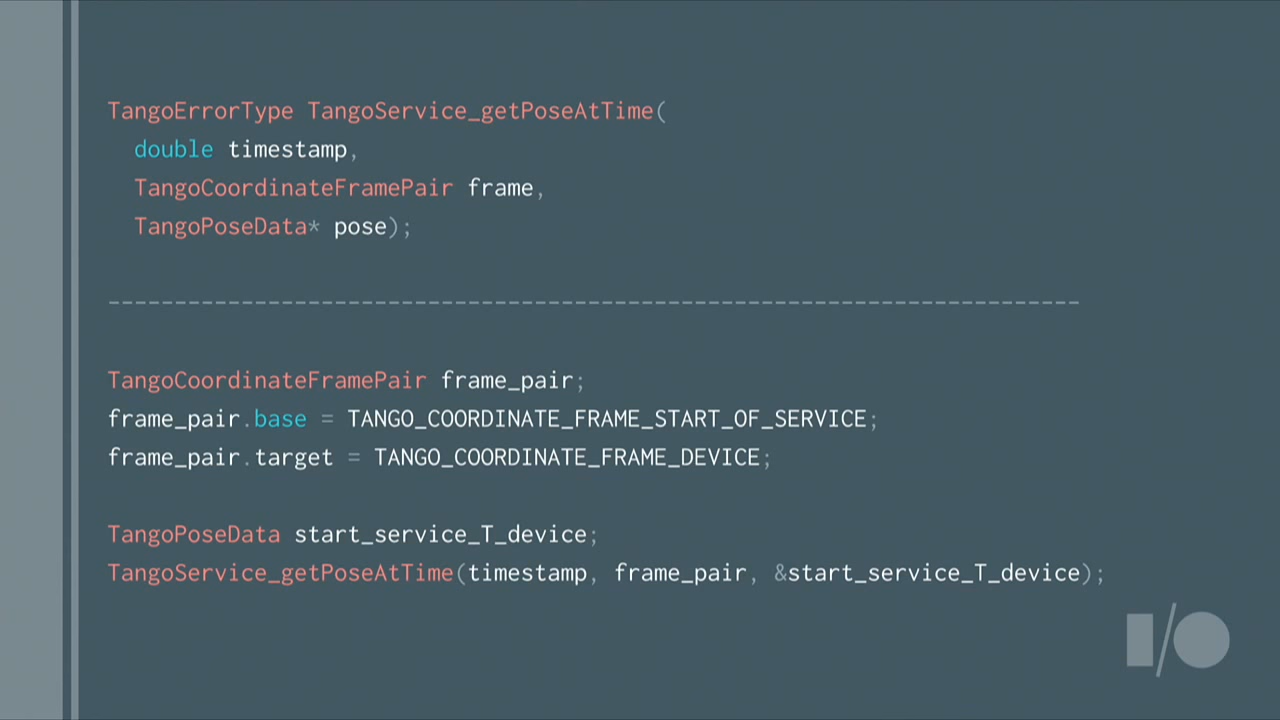 TangoErrorType TangoService_getPoseAtTime(
double timestamp,
TangoCoordinateFramePair frame,
TangoPoseData* pose);
-------------------------------------------------------------------------
TangoCoordinateFramePair frame_pair;
frame_pair.base = TANGO_COORDINATE_FRAME_START_OF_SERVICE;
frame_pair.target = TANGO_COORDINATE_FRAME_DEVICE;
TangoPoseData start_service_T_device;
TangoService_getPoseAtTime(timestamp, frame_pair, &start_service_T_device);
I/O